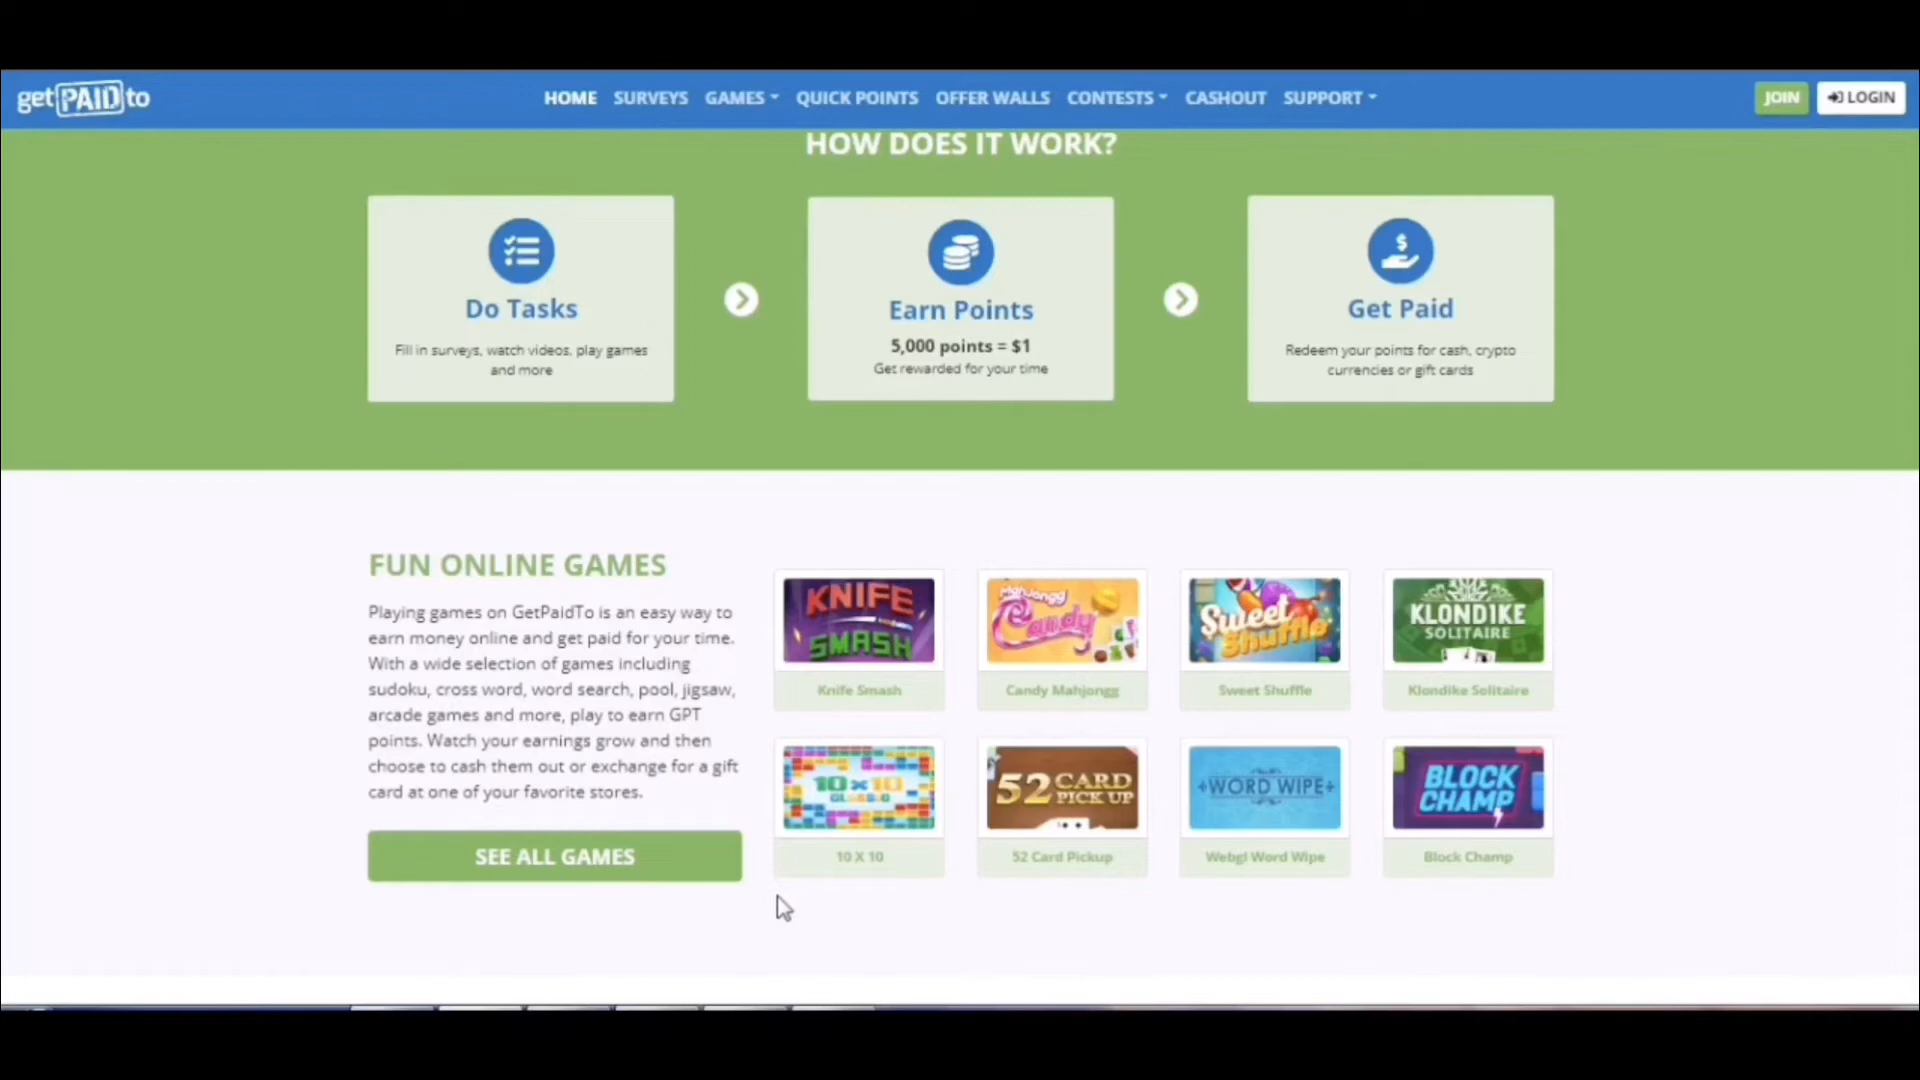 getPAIDto
HOME SURVEYS GAMES QUICK POINTS OFFER WALLS CONTESTS CASHOUT SUPPORT
JOIN LOGIN
HOW DOES IT WORK?
Do Tasks
Fill in surveys, watch videos, play games
and more
Earn Points
5,000 points = $1
Get rewarded for your time
Get Paid
Redeem your points for cash, crypto
currencies or gift cards
FUN ONLINE GAMES
Playing games on GetPaidTo is an easy way to
earn money online and get paid for your time.
With a wide selection of games including
sudoku, cross word, word search, pool, jigsaw,
arcade games and more, play to earn GPT
points. Watch your earnings grow and then
choose to cash them out or exchange for a gift
card at one of your favorite stores.
SEE ALL GAMES
KNIFE
SMASH
Knife Smash
Mahjongg
Candy
Candy Mahjongg
Sweet
Shuffle
Sweet Shuffle
KLONDIKE
SOLITAIRE
Klondike Solitaire
10x10
CLASSIC
10 X 10
52 CARD
PICK UP
52 Card Pickup
WORD WIPE
Webgl Word Wipe
BLOCK
CHAMP
Block Champ